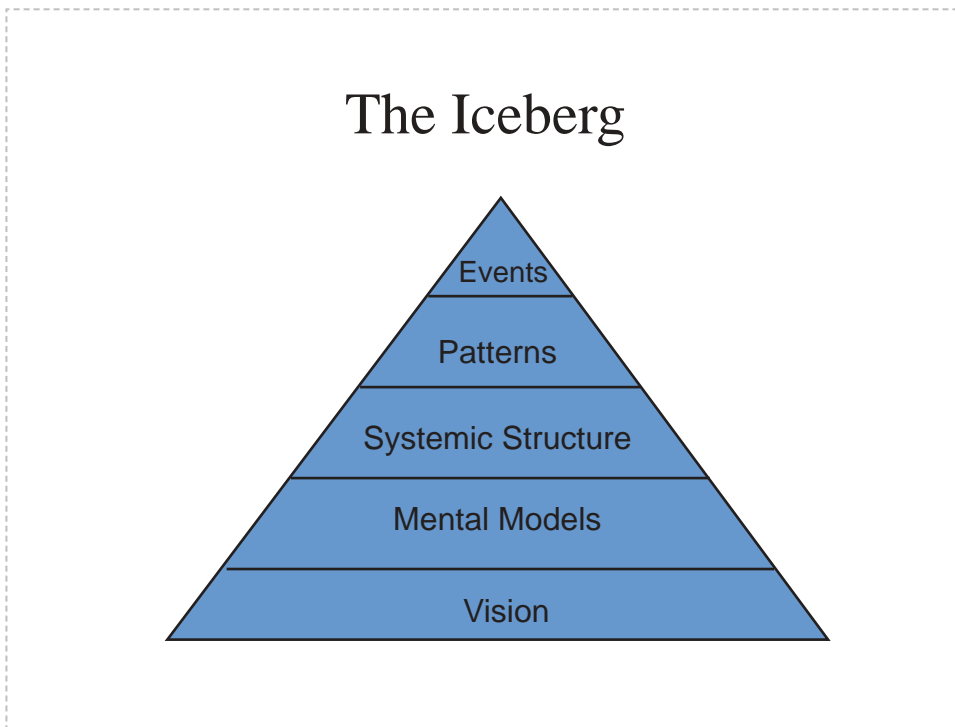 The Iceberg
Events
Patterns
Systemic Structure
Mental Models
Vision